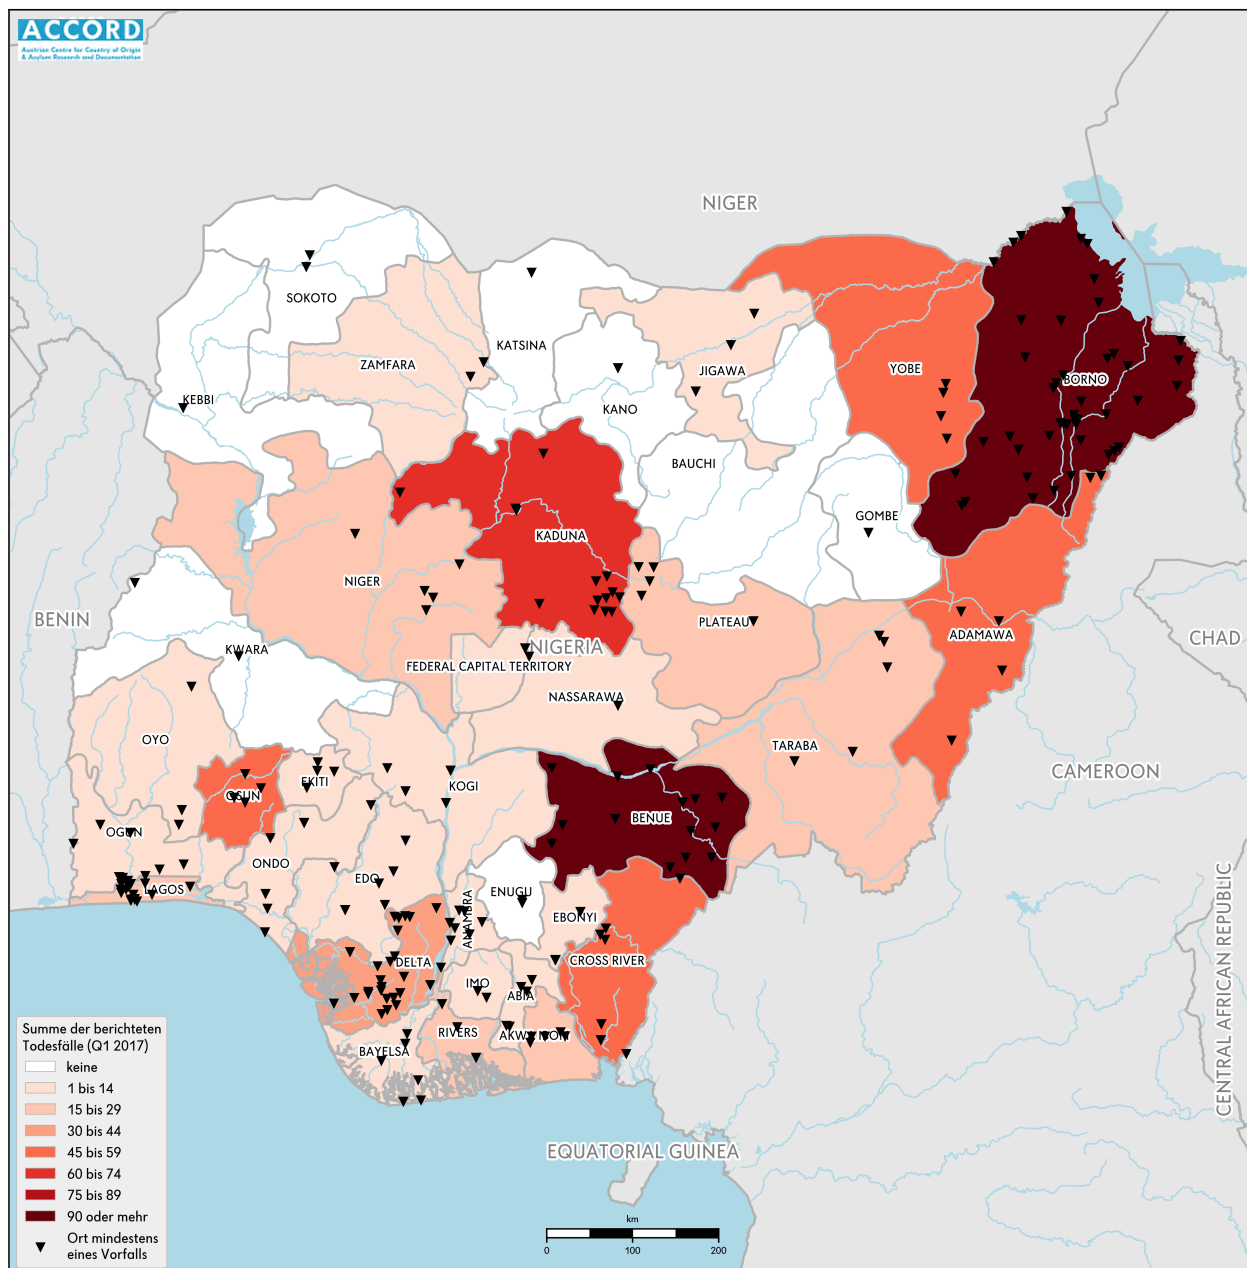 ACCORD
Austrian Centre for Country of Origin
& Asylum Research and Documentation
NIGER
SOKOTO
KATSINA
ZAMFARA
JIGAWA
YOBE
BORNO
KEBBI
KANO
BAUCHI
GOMBE
KADUNA
NIGER
BENIN
PLATEAU
ADAMAWA
CHAD
KWARA
NIGERIA
FEDERAL CAPITAL TERRITORY
NASSARAWA
OYO
TARABA
CAMEROON
EKITI
KOGI
OSUN
BENUE
OGUN
ONDO
EDO
LAGOS
ENUGU
ANAMBRA
EBONYI
CROSS RIVER
DELTA
IMO
ABIA
RIVERS
AKWA IBOM
BAYELSA
CENTRAL AFRICAN REPUBLIC
EQUATORIAL GUINEA
Summe der berichteten
Todesfälle (Q1 2017)
keine
1 bis 14
15 bis 29
30 bis 44
45 bis 59
60 bis 74
75 bis 89
90 oder mehr
Ort mindestens
eines Vorfalls
km
0 100 200